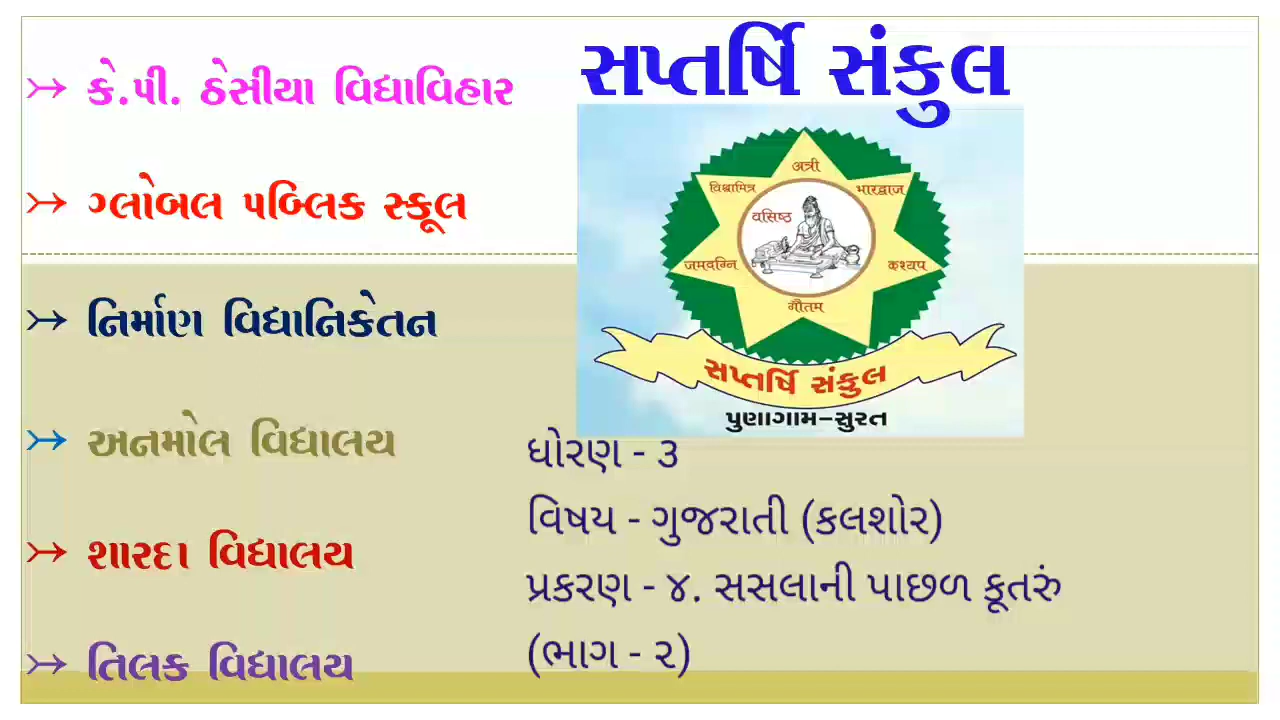 સપ્તર્ષિ સંકુલ
↣ કે.પી. ઠેસીયા વિદ્યાવિહાર
↣ ગ્લોબલ પબ્લિક સ્કૂલ
↣ નિર્માણ વિદ્યાનિકેતન
↣ અનમોલ વિદ્યાલય
↣ શારદા વિદ્યાલય
↣ તિલક વિદ્યાલય
अत्री
विश्वामित्र
भारद्वाज
वसिष्ठ
जमदग्नि
कश्यप
गौतम
સપ્તર્ષિ સંકુલ
પુણાગામ-સુરત
ધોરણ - ૩
વિષય - ગુજરાતી (કલશોર)
પ્રકરણ - ૪. સસલાની પાછળ કૂતરું
(ભાગ - ૨)